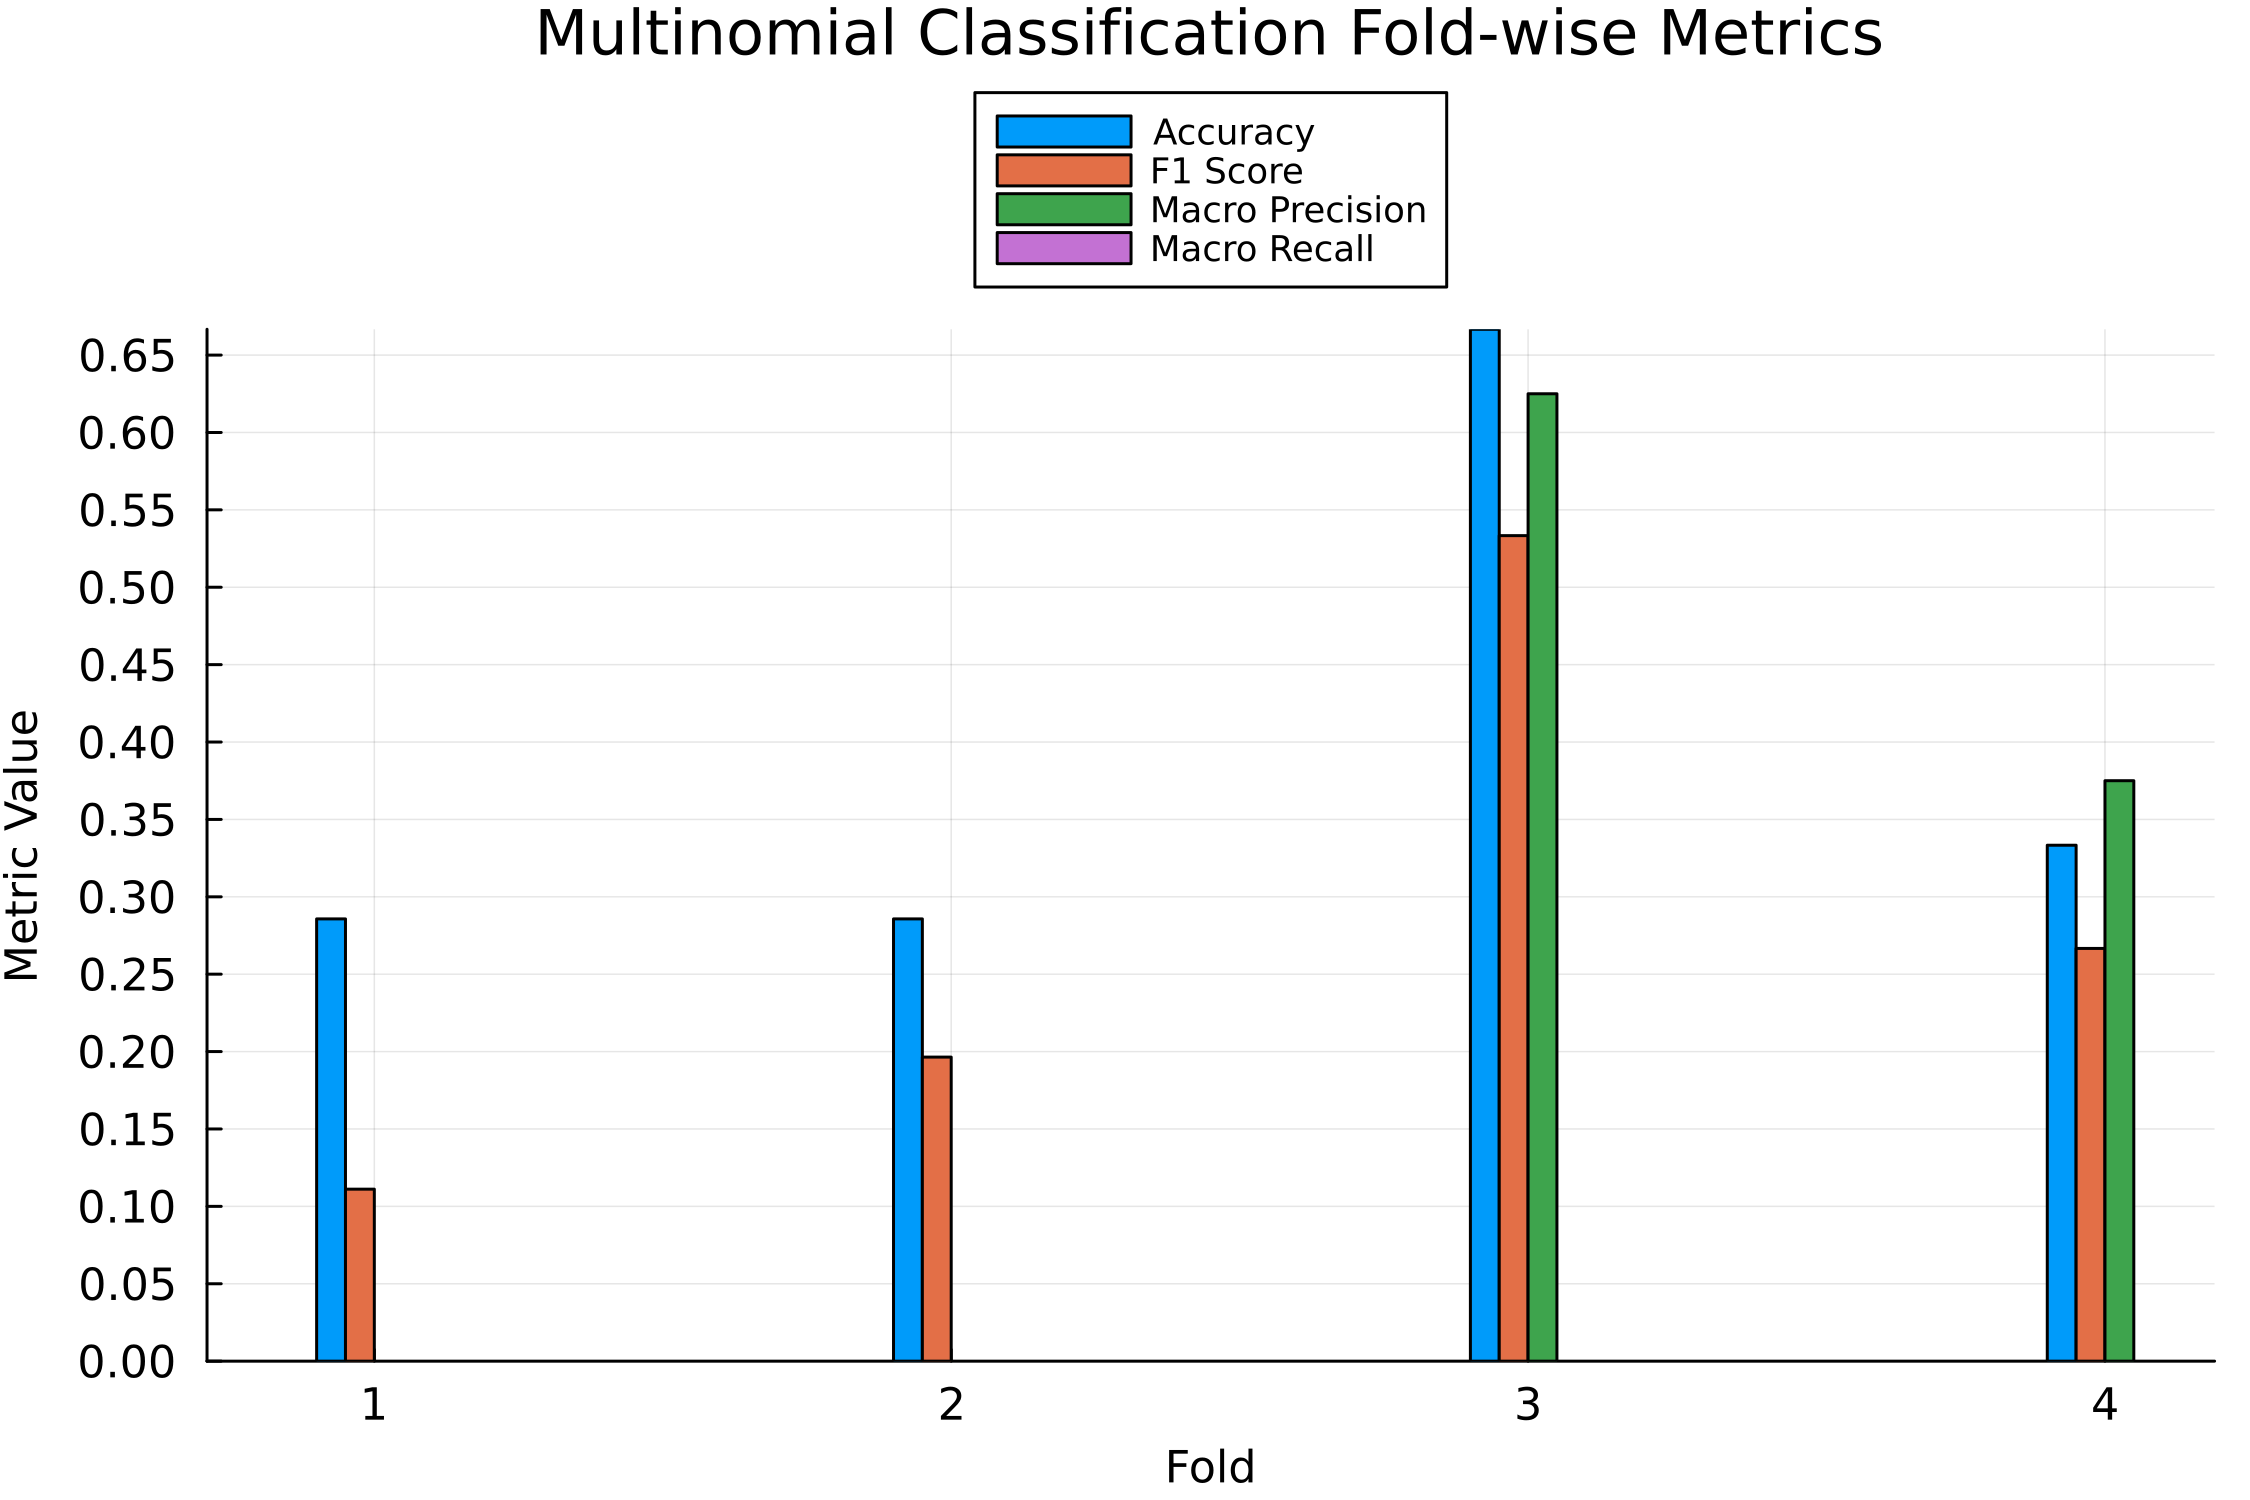 Multinomial Classification Fold-wise Metrics
Accuracy
F1 Score
Macro Precision
Macro Recall
0.65
0.60
0.55
0.50
0.45
0.40
0.35
0.30
0.25
0.20
0.15
0.10
0.05
0.00
Metric Value
1 2 3 4
Fold